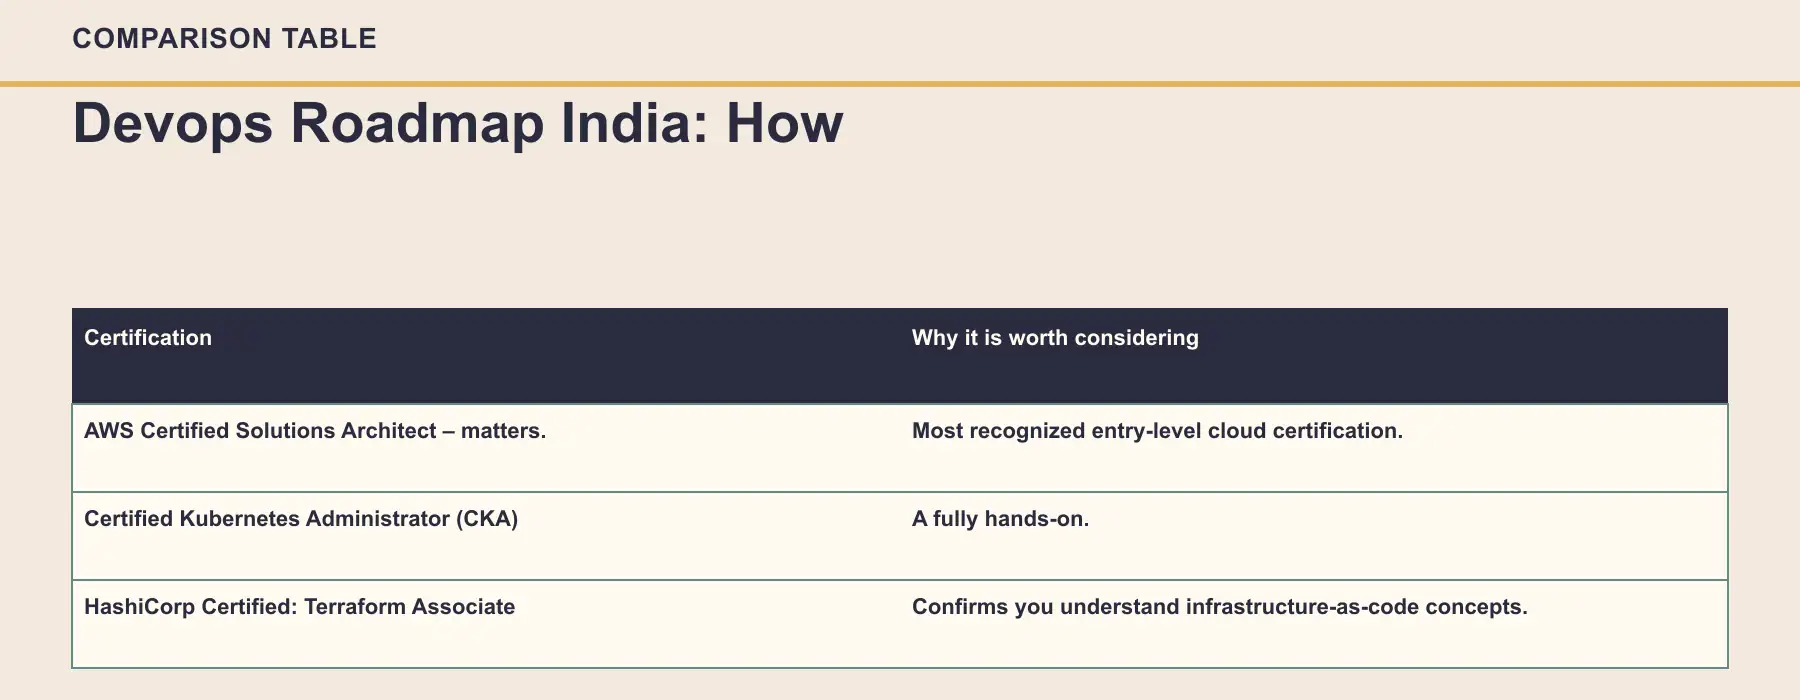 COMPARISON TABLE
Devops Roadmap India: How
Certification
Why it is worth considering
AWS Certified Solutions Architect – matters.
Most recognized entry-level cloud certification.
Certified Kubernetes Administrator (CKA)
A fully hands-on.
HashiCorp Certified: Terraform Associate
Confirms you understand infrastructure-as-code concepts.